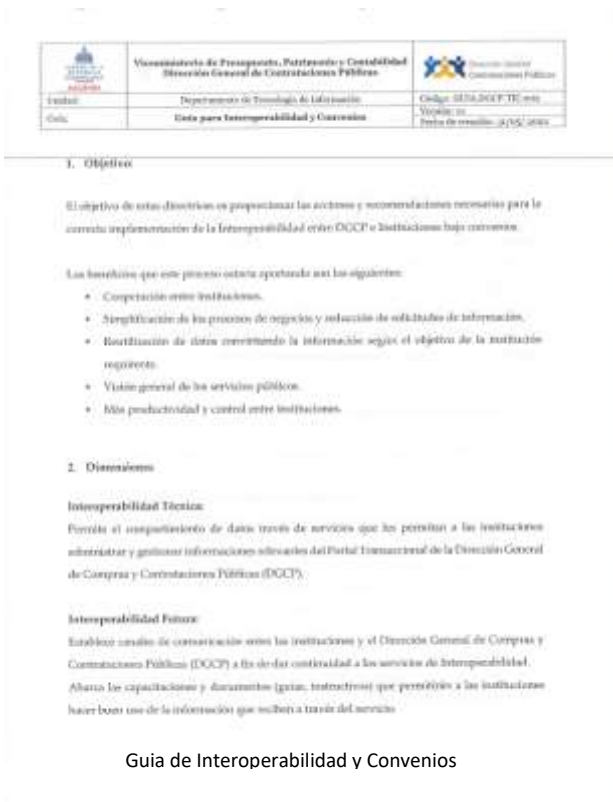 Viceministerio de Presupuesto, Patrimonio y Contabilidad
Dirección General de Contrataciones Públicas
Dirección General
Contrataciones Públicas
Unidad:
Departamento de Tecnología de Información
Guía:
Guía para Interoperabilidad y Convenios
Versión: 01
1. Objetivo:
El objetivo de estas directrices es proporcionar las acciones y recomendaciones necesarias para la
correcta implementación de la Interoperabilidad entre DGCP e Instituciones bajo convenios.
Los beneficios que este proceso estaría aportando son los siguientes:
• Cooperación entre instituciones.
• Simplificación de los procesos de negocios y reducción de solicitudes de información.
• Reutilización de datos convirtiendo la información según el objetivo de la institución
requirente.
• Visión general de los servicios públicos.
• Más productividad y control entre instituciones.
2. Dimensiones
Interoperabilidad Técnica:
Permite el compartimiento de datos través de servicios que les permitan a las instituciones
administrar y gestionar informaciones relevantes del Portal Transaccional de la Dirección General
de Compras y Contrataciones Públicas (DGCP).
Interoperabilidad Futura:
Establece canales de comunicación entre las instituciones y el Dirección General de Compras y
Contrataciones Públicas (DGCP) a fin de dar continuidad a los servicios de Interoperabilidad.
Abarca las capacitaciones y documentos (guías, instructivos) que permitirán a las instituciones
hacer buen uso de la información que reciben a través del servicio.
Guia de Interoperabilidad y Convenios